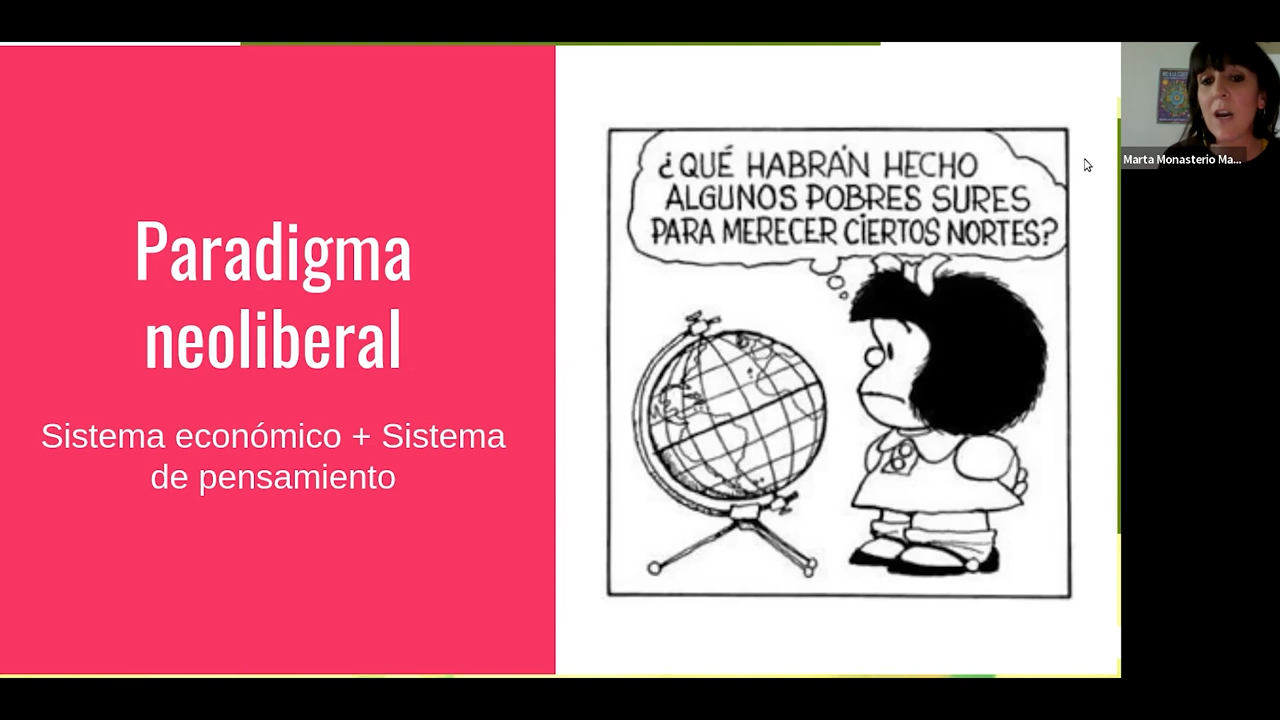 Paradigma
neoliberal
Sistema económico + Sistema
de pensamiento
¿QUÉ HABRÁN HECHO
ALGUNOS POBRES SURES
PARA MERECER CIERTOS NORTES?
Marta Monasterio Ma...